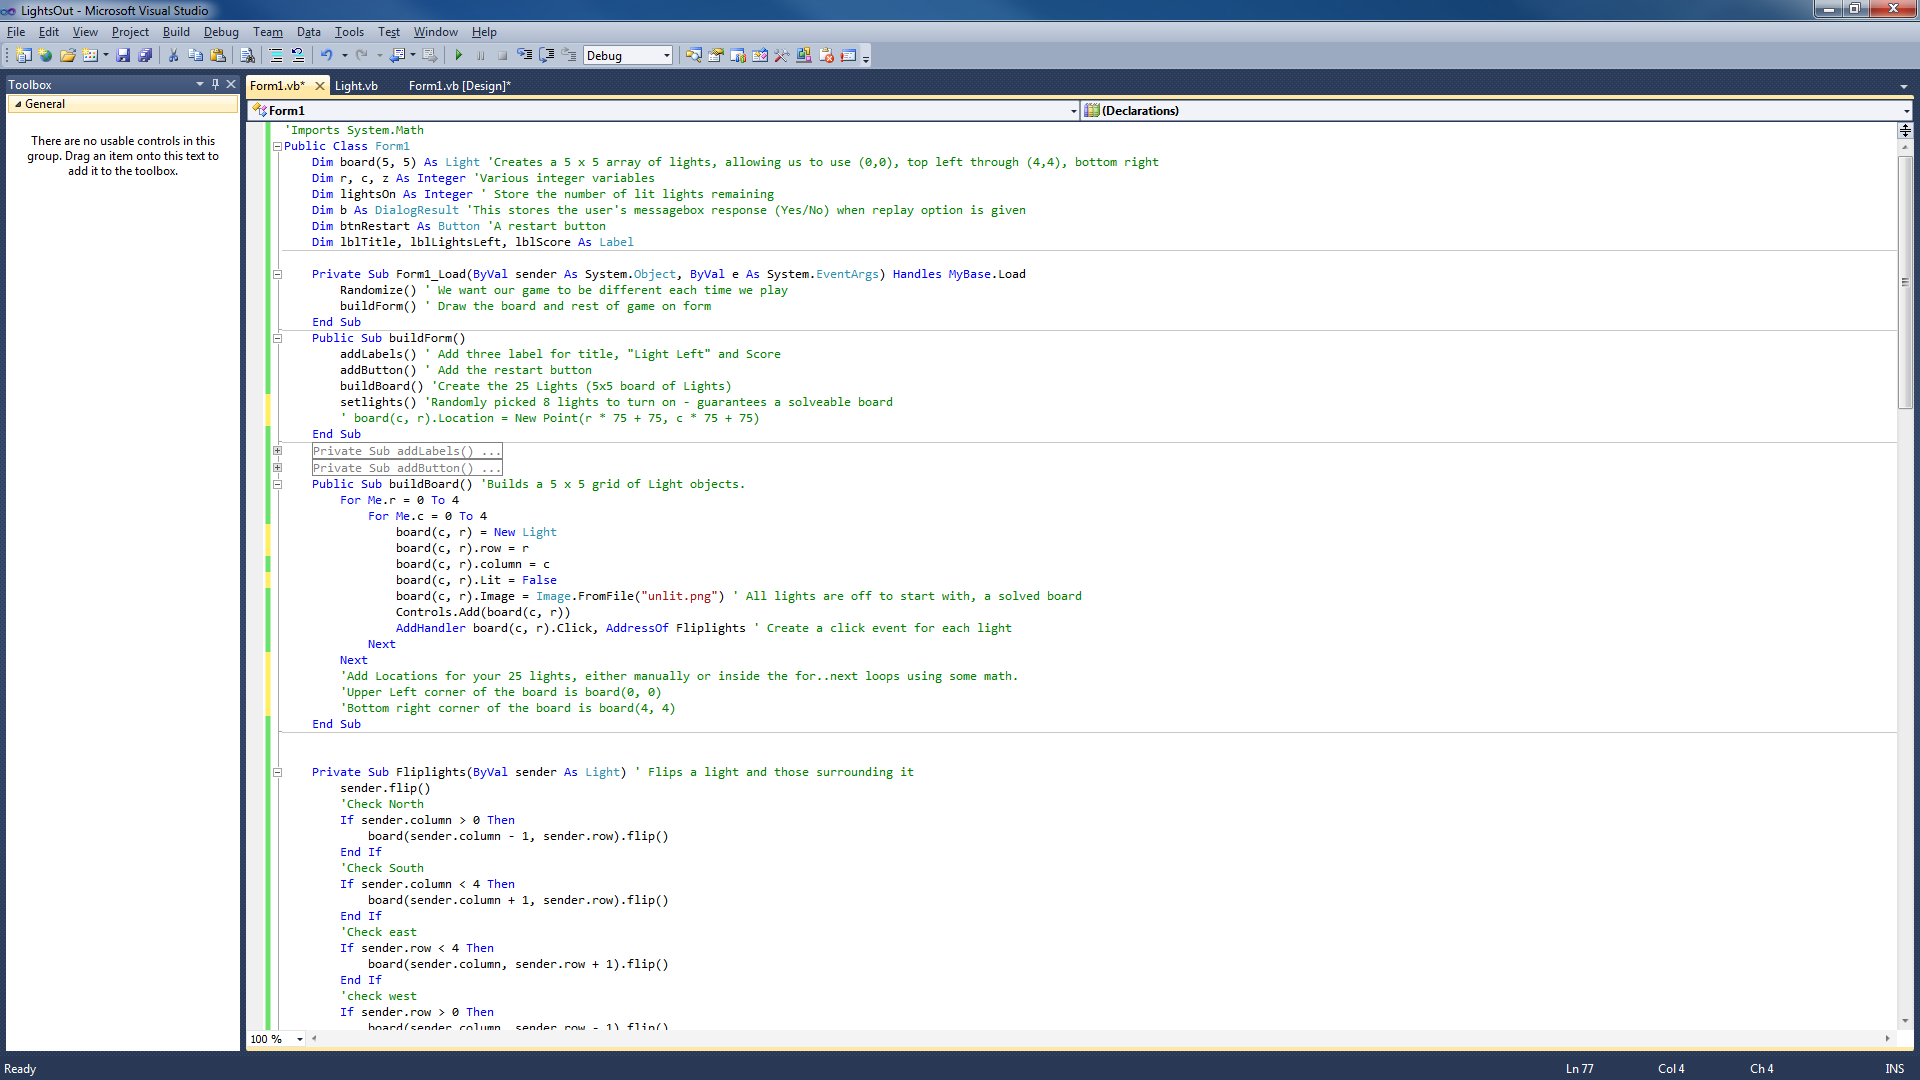 LightsOut - Microsoft Visual Studio
File Edit View Project Build Debug Team Data Tools Test Window Help
Debug
Toolbox
General
There are no usable controls in this
group. Drag an item onto this text to
add it to the toolbox.
Form1.vb* Light.vb Form1.vb [Design]*
Form1 (Declarations)
'Imports System.Math
Public Class Form1
Dim board(5, 5) As Light 'Creates a 5 x 5 array of lights, allowing us to use (0,0), top left through (4,4), bottom right
Dim r, c, z As Integer 'Various integer variables
Dim lightsOn As Integer ' Store the number of lit lights remaining
Dim b As DialogResult 'This stores the user's messagebox response (Yes/No) when replay option is given
Dim btnRestart As Button 'A restart button
Dim lblTitle, lblLightsLeft, lblScore As Label
Private Sub Form1_Load(ByVal sender As System.Object, ByVal e As System.EventArgs) Handles MyBase.Load
Randomize() ' We want our game to be different each time we play
buildForm() ' Draw the board and rest of game on form
End Sub
Public Sub buildForm()
addLabels() ' Add three label for title, "Light Left" and Score
addButton() ' Add the restart button
buildBoard() 'Create the 25 Lights (5x5 board of Lights)
setlights() 'Randomly picked 8 lights to turn on - guarantees a solveable board
' board(c, r).Location = New Point(r * 75 + 75, c * 75 + 75)
End Sub
Private Sub addLabels() ...
Private Sub addButton() ...
Public Sub buildBoard() 'Builds a 5 x 5 grid of Light objects.
For Me.r = 0 To 4
For Me.c = 0 To 4
board(c, r) = New Light
board(c, r).row = r
board(c, r).column = c
board(c, r).Lit = False
board(c, r).Image = Image.FromFile("unlit.png") ' All lights are off to start with, a solved board
Controls.Add(board(c, r))
AddHandler board(c, r).Click, AddressOf Fliplights ' Create a click event for each light
Next
Next
'Add Locations for your 25 lights, either manually or inside the for..next loops using some math.
'Upper Left corner of the board is board(0, 0)
'Bottom right corner of the board is board(4, 4)
End Sub
Private Sub Fliplights(ByVal sender As Light) ' Flips a light and those surrounding it
sender.flip()
'Check North
If sender.column > 0 Then
board(sender.column - 1, sender.row).flip()
End If
'Check South
If sender.column < 4 Then
board(sender.column + 1, sender.row).flip()
End If
'Check east
If sender.row < 4 Then
board(sender.column, sender.row + 1).flip()
End If
'check west
If sender.row > 0 Then
board(sender.column, sender.row - 1).flip()
100 %
Ready Ln 77 Col 4 Ch 4 INS